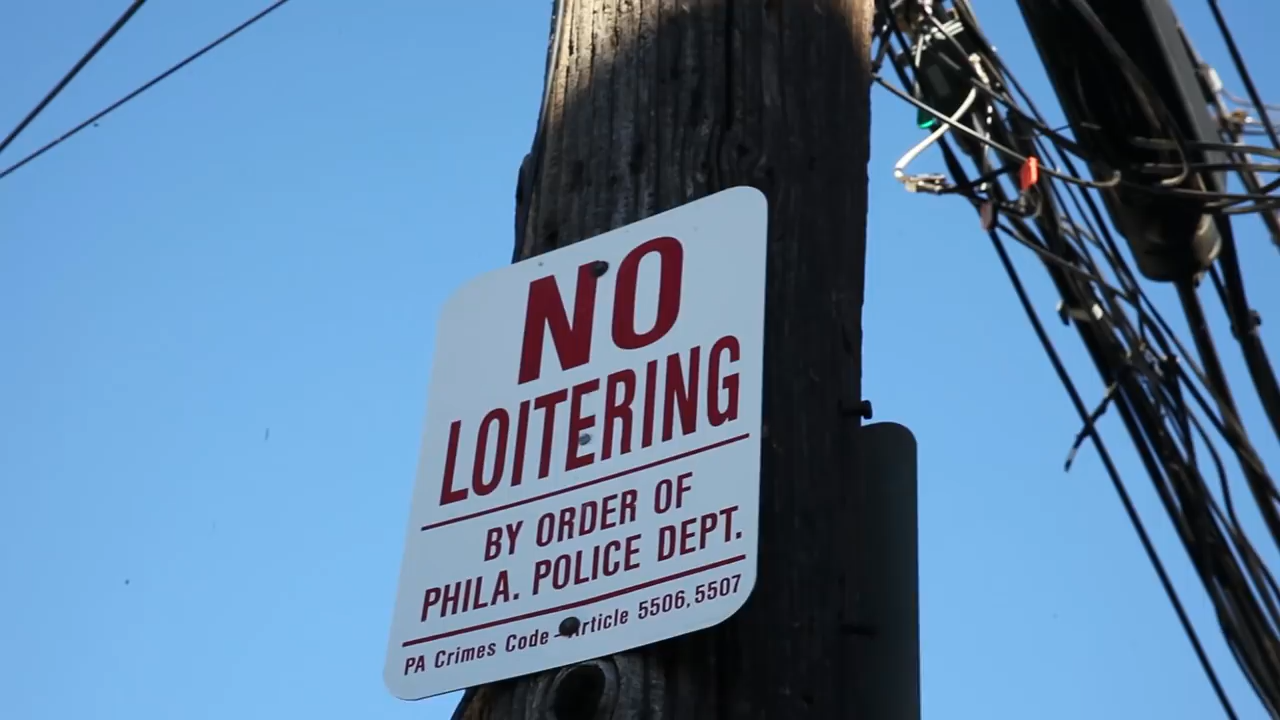 NO
LOITERING
BY ORDER OF
PHILA. POLICE DEPT.
PA Crimes Code - Article 5506, 5507